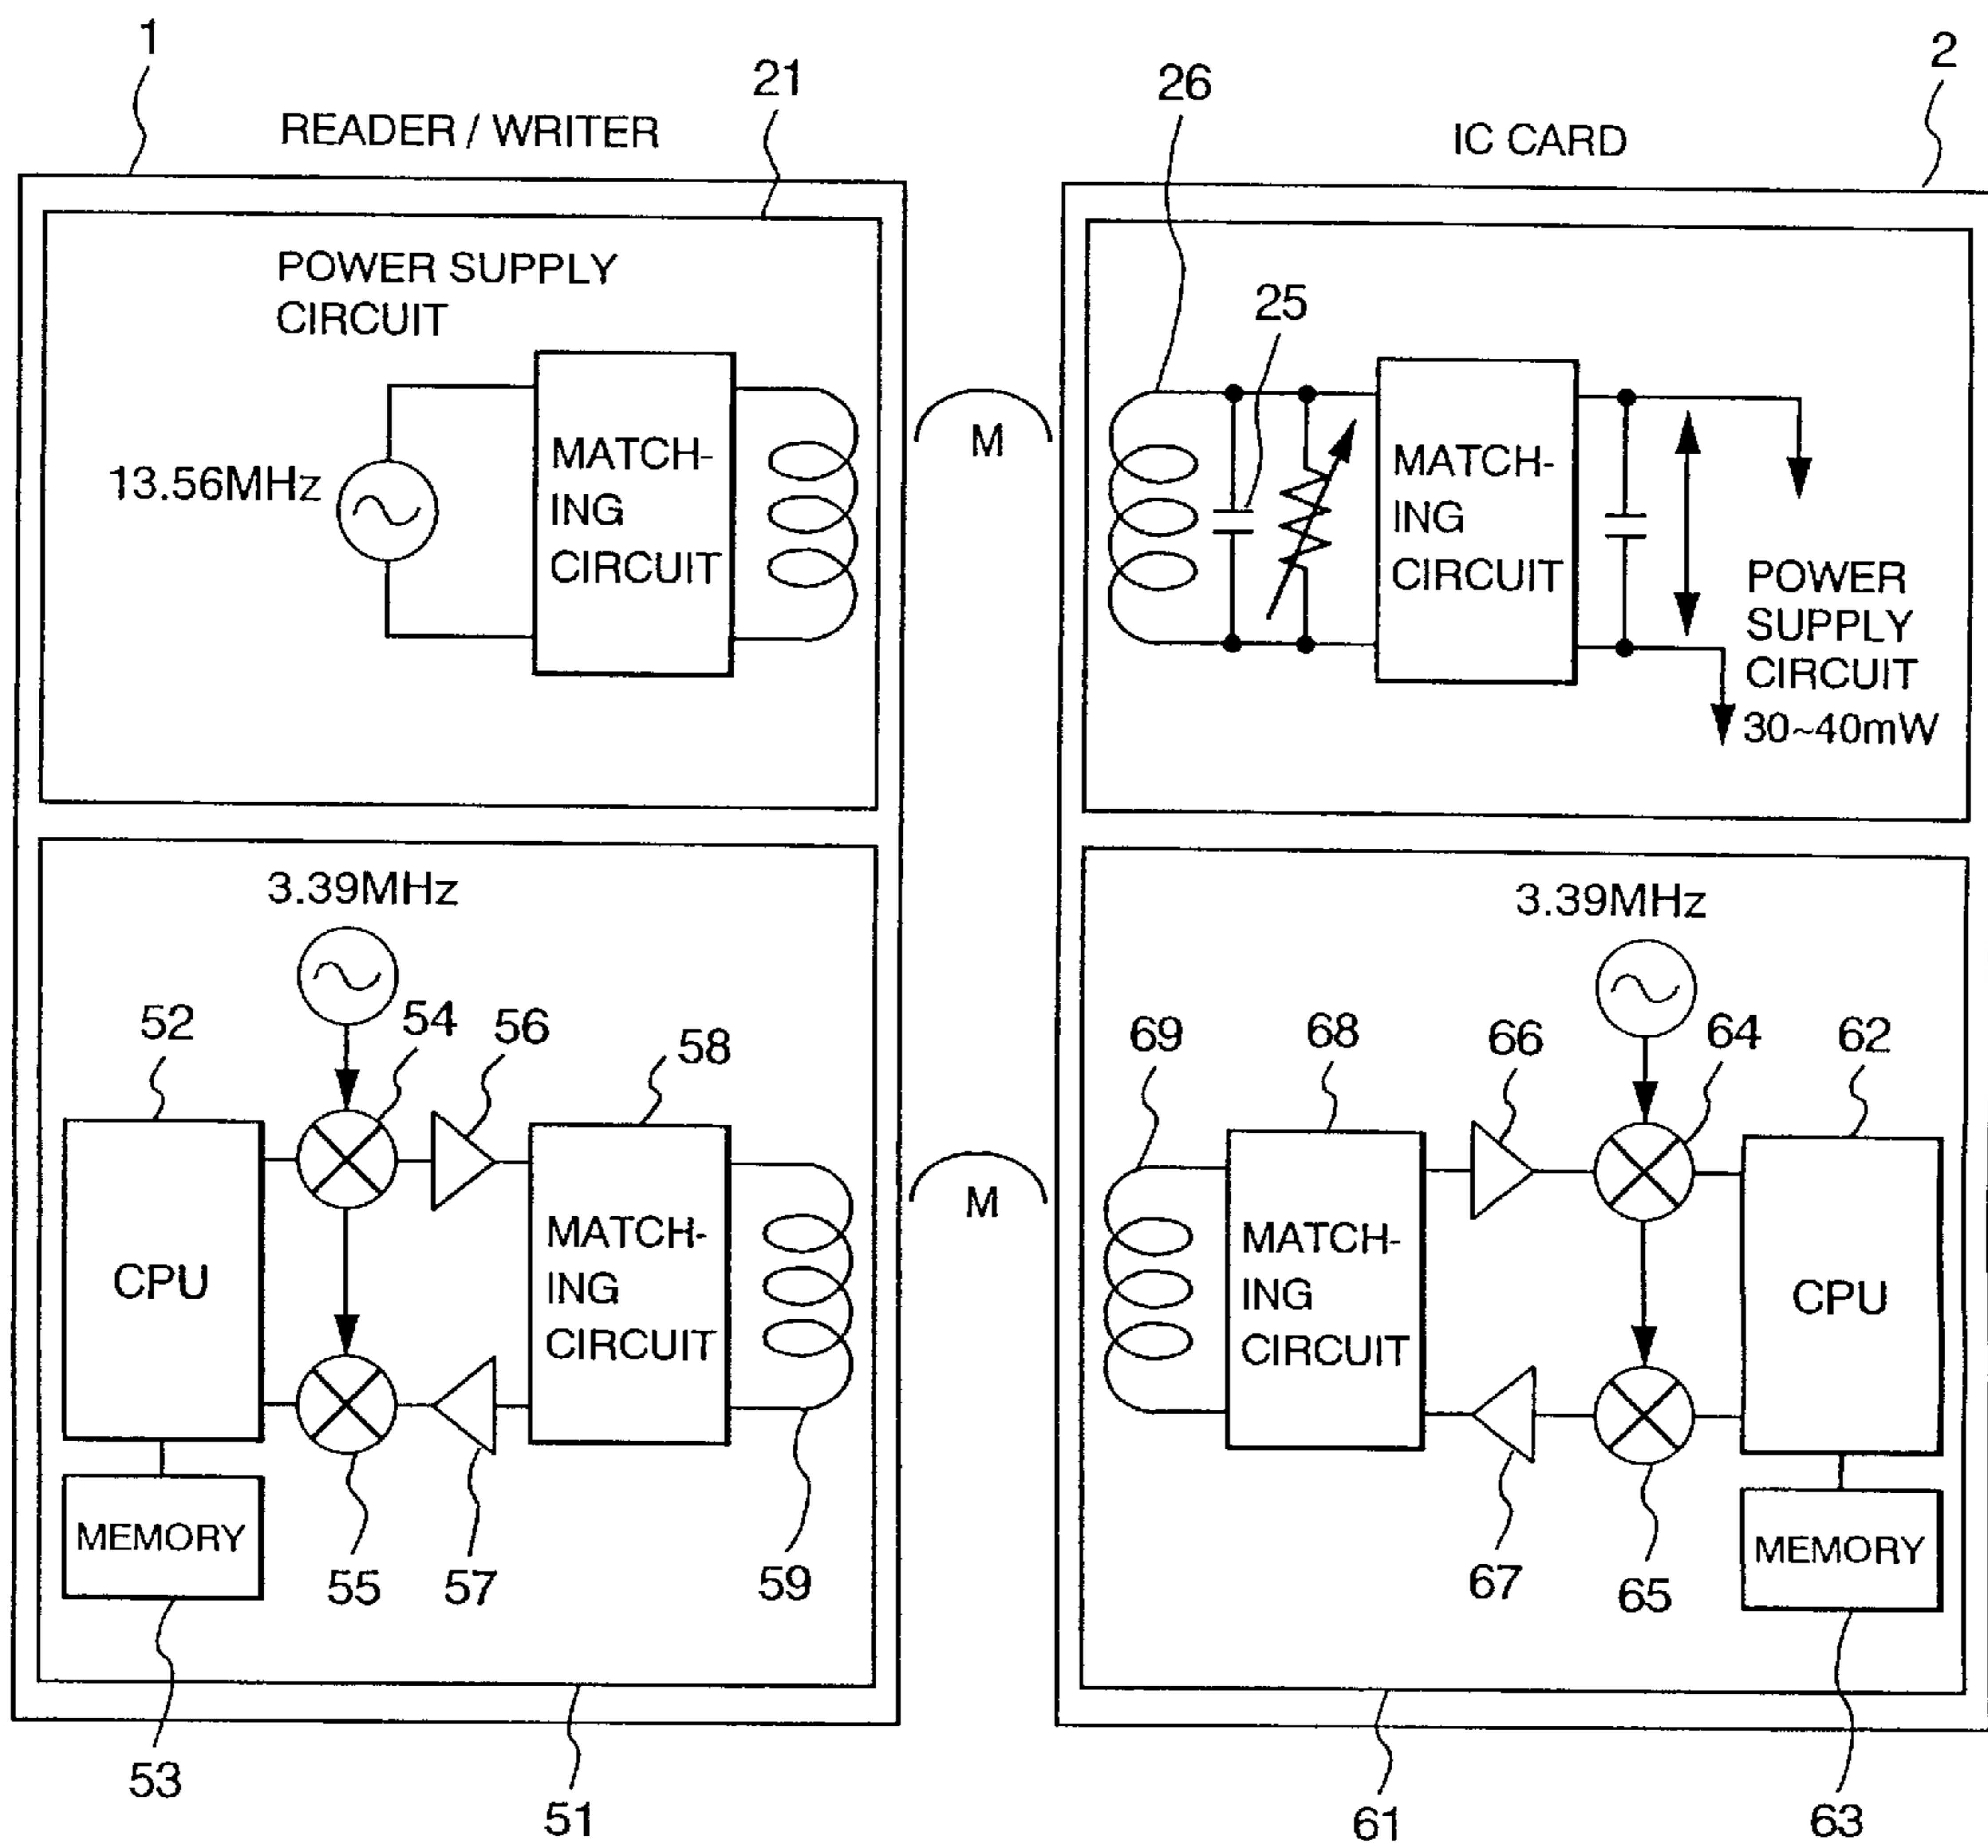 1
21
READER / WRITER
26
IC CARD
2
POWER SUPPLY
CIRCUIT
13.56MHz
MATCH-
ING
CIRCUIT
M
25
MATCH-
ING
CIRCUIT
POWER
SUPPLY
CIRCUIT
30~40mW
3.39MHz
52
54
56
58
CPU
MATCH-
ING
CIRCUIT
MEMORY
55
57
59
53
51
M
3.39MHz
69
68
66
64
62
MATCH-
ING
CIRCUIT
CPU
MEMORY
67
65
61
63